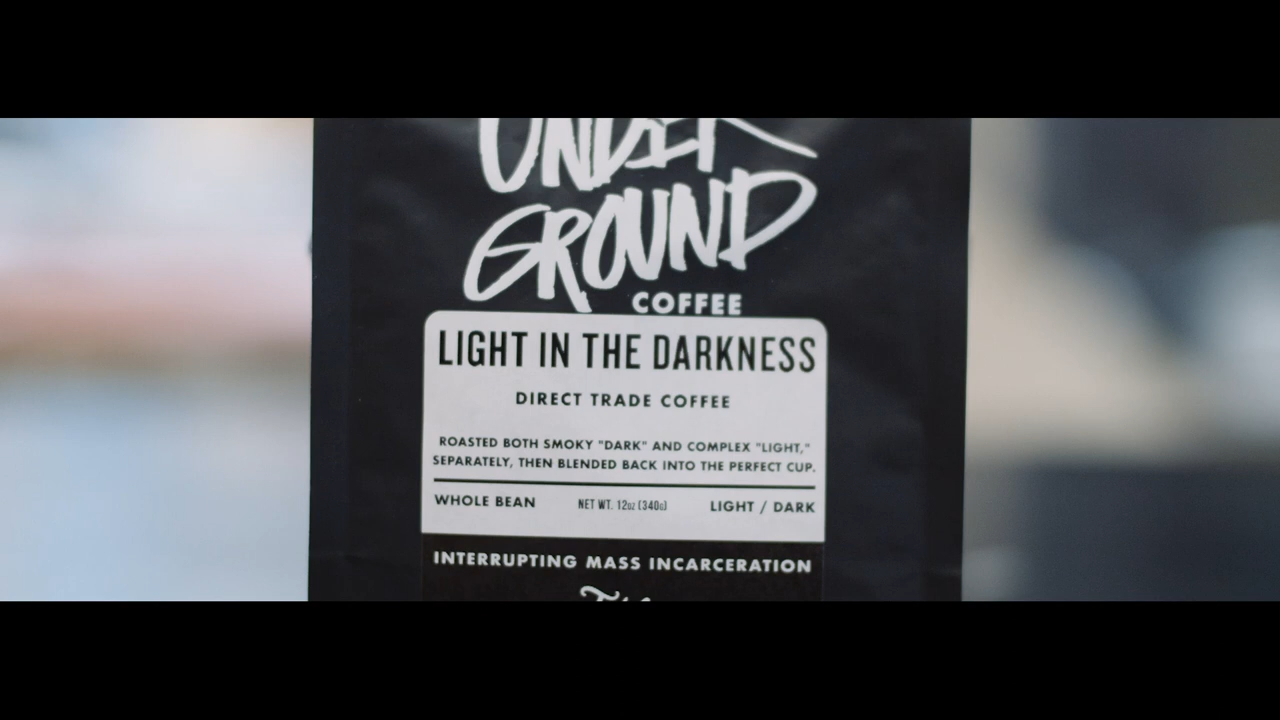 UNDER
GROUND
COFFEE
LIGHT IN THE DARKNESS
DIRECT TRADE COFFEE
ROASTED BOTH SMOKY "DARK" AND COMPLEX "LIGHT,"
SEPARATELY, THEN BLENDED BACK INTO THE PERFECT CUP.
WHOLE BEAN NET WT. 12oz (340g) LIGHT / DARK
INTERRUPTING MASS INCARCERATION